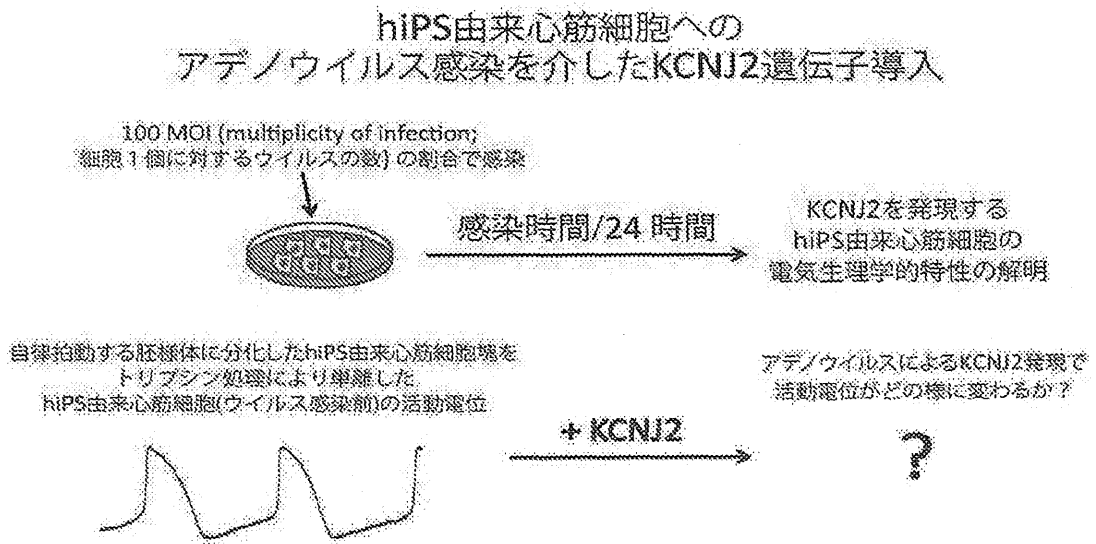 hiPS由来心筋細胞への
アデノウイルス感染を介したKCNJ2遺伝子導入
100 MOI (multiplicity of infection;
細胞1個に対するウイルスの数) の割合で感染
感染時間/24 時間
KCNJ2を発現する
hiPS由来心筋細胞の
電気生理学的特性の解明
自律拍動する胚様体に分化したhiPS由来心筋細胞塊を
トリプシン処理により単離した
hiPS由来心筋細胞(ウイルス感染前)の活動電位
+ KCNJ2
アデノウイルスによるKCNJ2発現で
活動電位がどの様に変わるか？
?